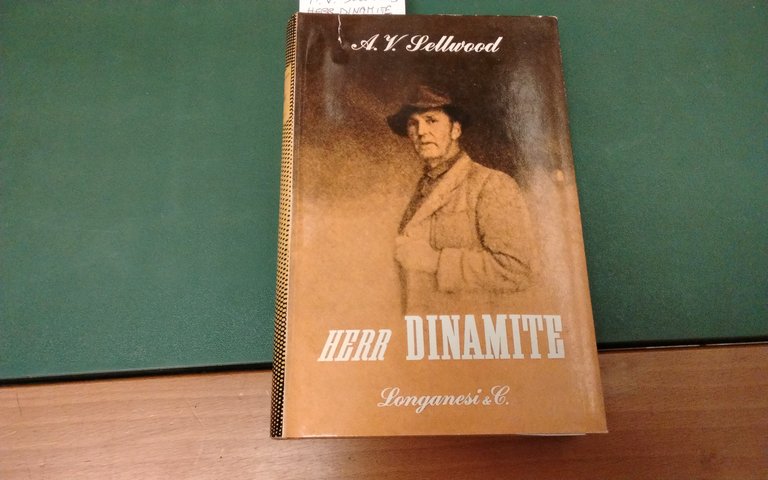 HERR DINAMITE
A. V. Sellwood
HERR DINAMITE
Longanesi & C.